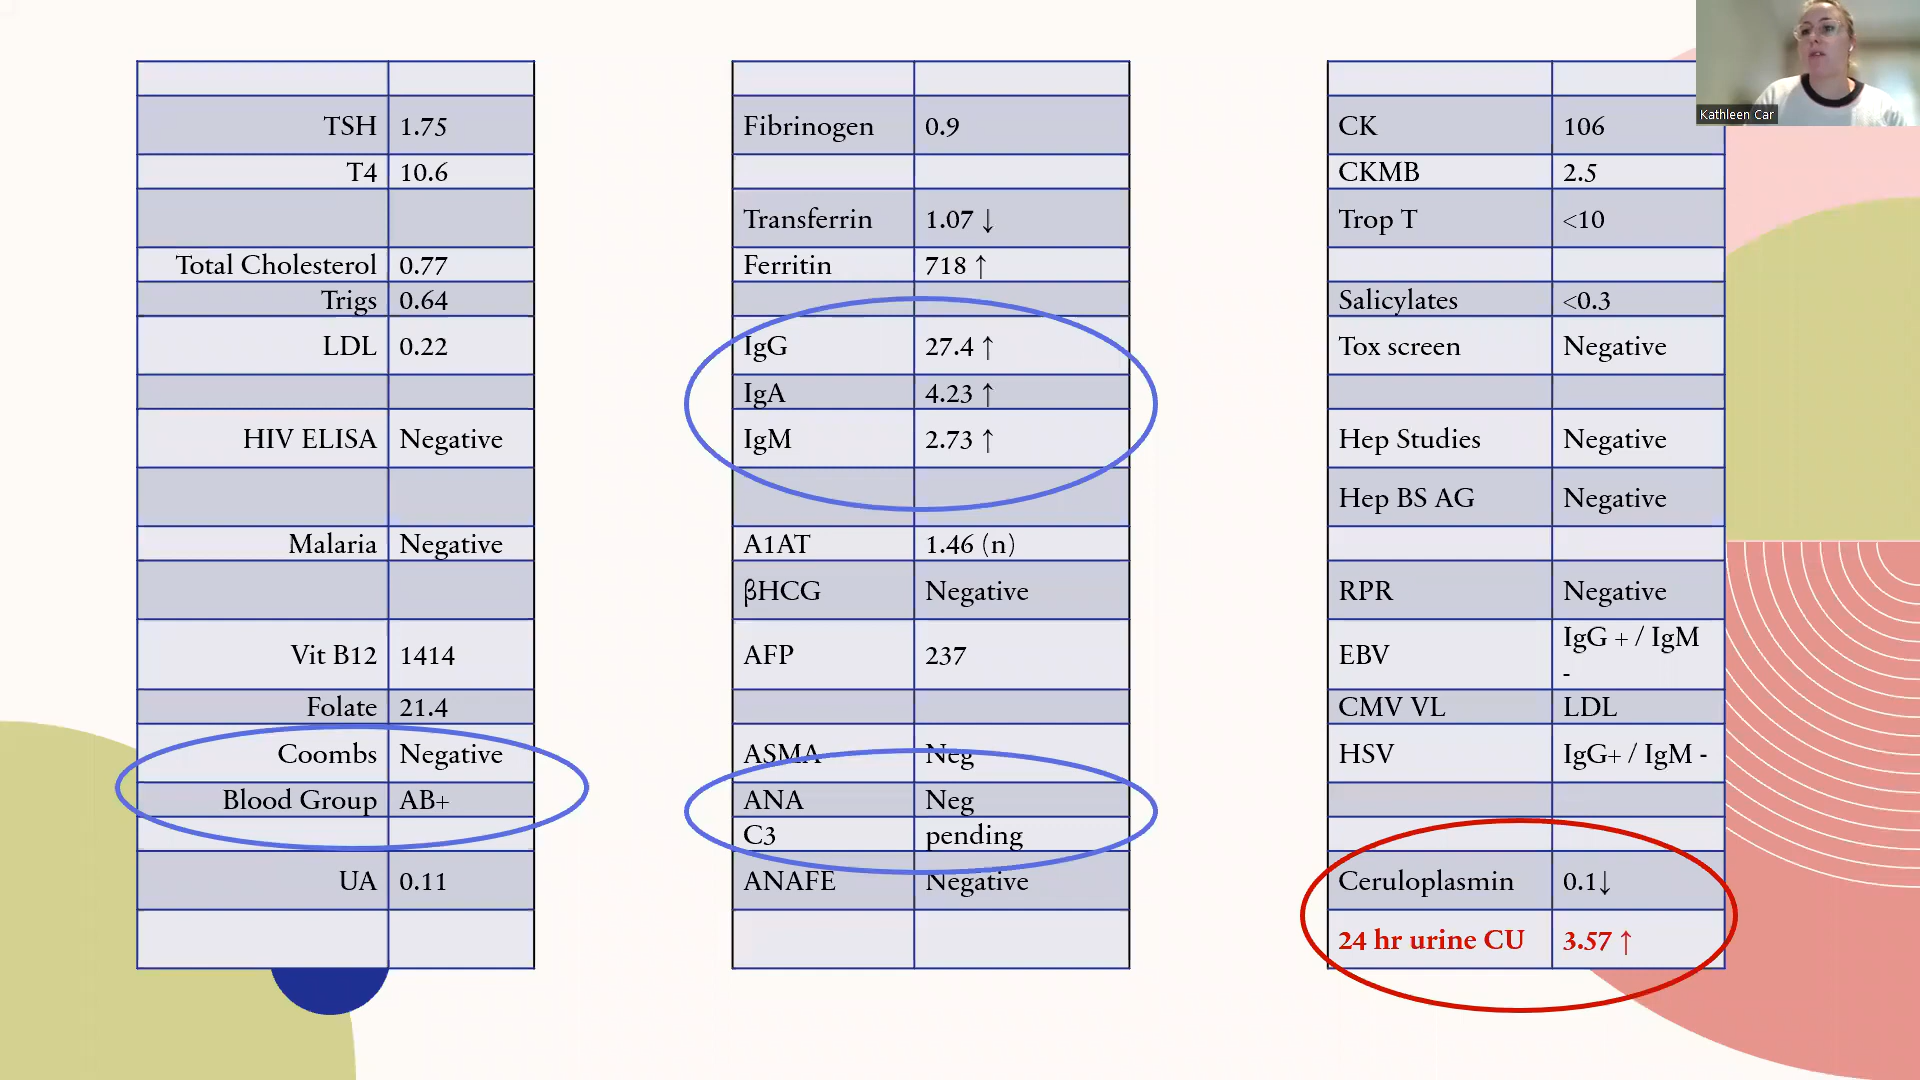 TSH 1.75
T4 10.6
Total Cholesterol 0.77
Trigs 0.64
LDL 0.22
HIV ELISA Negative
Malaria Negative
Vit B12 1414
Folate 21.4
Coombs Negative
Blood Group AB+
UA 0.11
Fibrinogen 0.9
Transferrin 1.07 ↓
Ferritin 718 ↑
IgG 27.4 ↑
IgA 4.23 ↑
IgM 2.73 ↑
A1AT 1.46 (n)
βHCG Negative
AFP 237
ASMA Neg
ANA Neg
C3 pending
ANAFE Negative
CK 106
CKMB 2.5
Trop T <10
Salicylates <0.3
Tox screen Negative
Hep Studies Negative
Hep BS AG Negative
RPR Negative
EBV IgG + / IgM
-
CMV VL LDL
HSV IgG+ / IgM -
Ceruloplasmin 0.1↓
24 hr urine CU 3.57 ↑
Kathleen Car